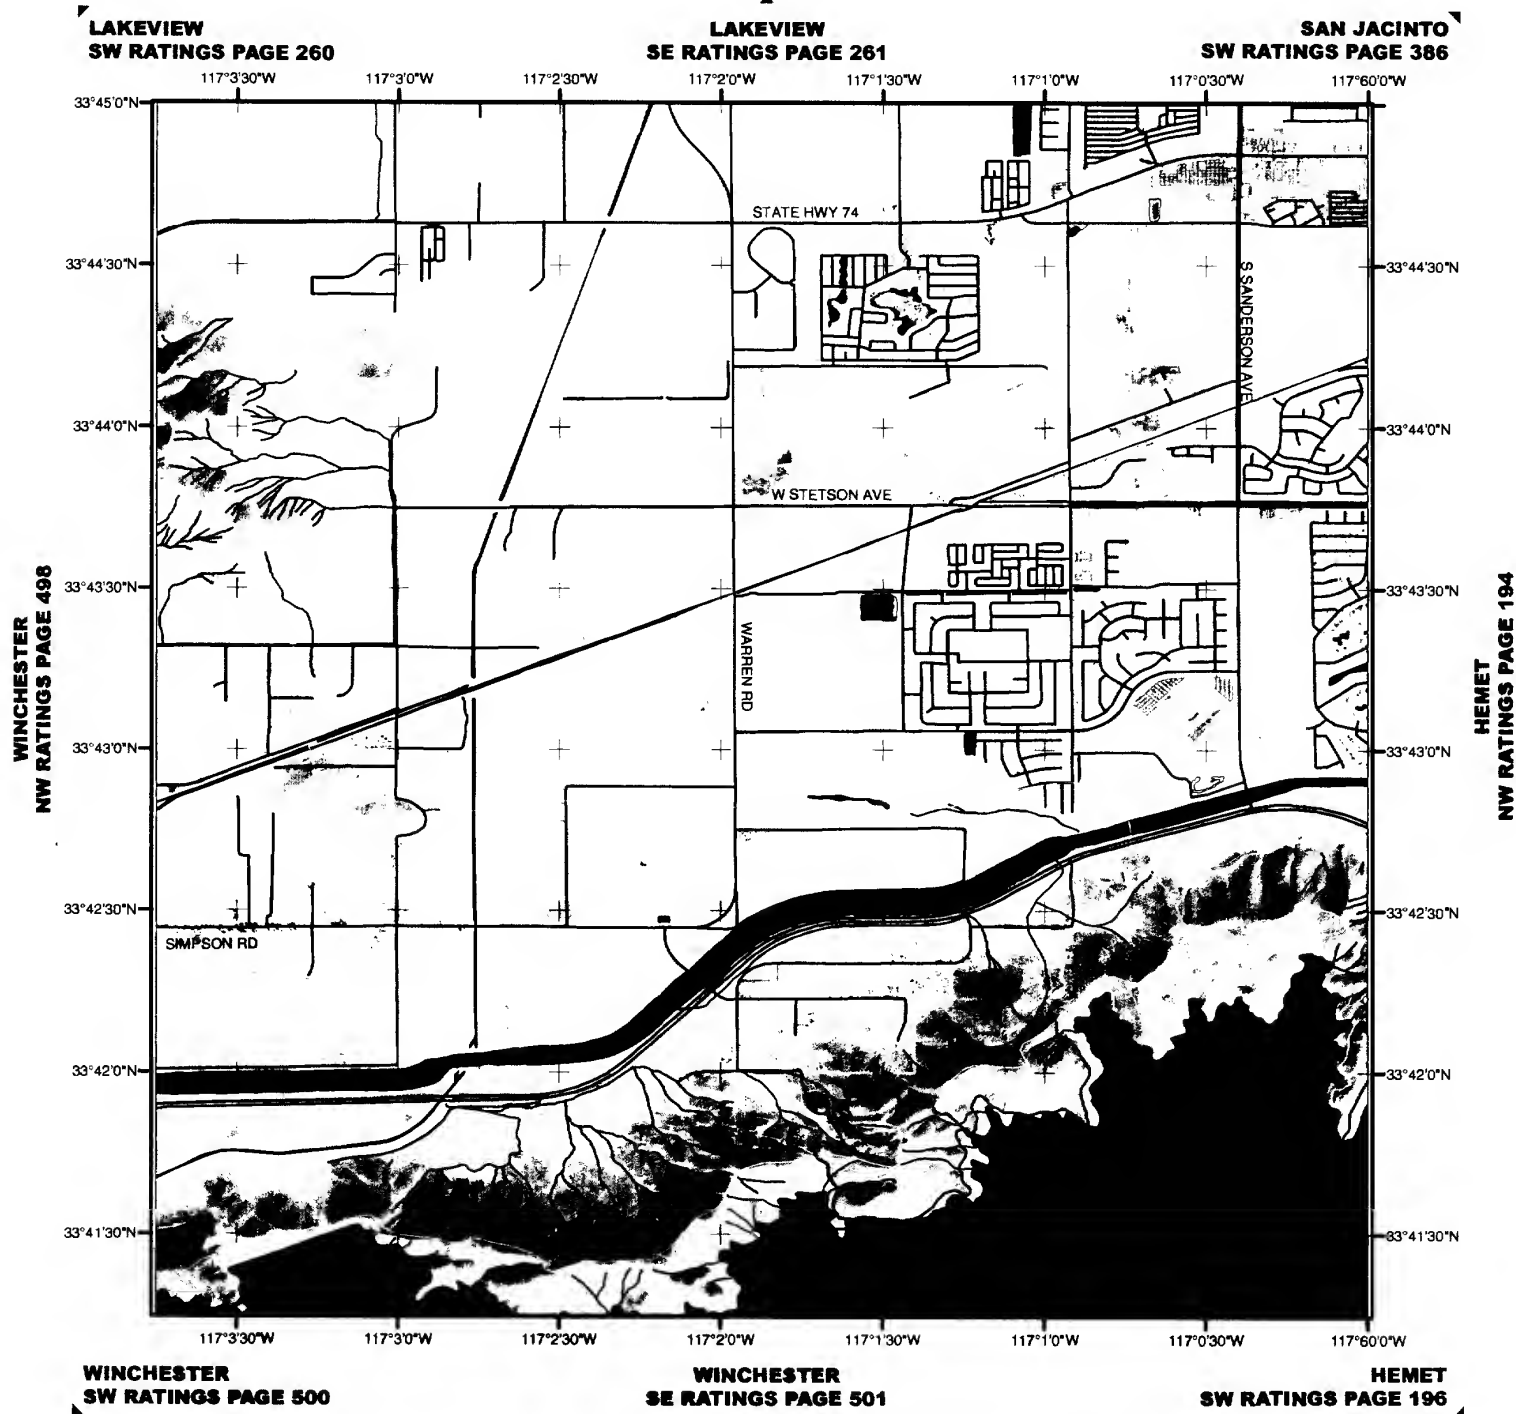 LAKEVIEW
SW RATINGS PAGE 260
LAKEVIEW
SE RATINGS PAGE 261
SAN JACINTO
SW RATINGS PAGE 386
117°3'30"W 117°3'0"W 117°2'30"W 117°2'0"W 117°1'30"W 117°1'0"W 117°0'30"W 117°60'0"W
33°45'0"N
STATE HWY 74
33°44'30"N
33°44'30"N
S SANDERSON AVE
33°44'0"N
33°44'0"N
W STETSON AVE
WINCHESTER
NW RATINGS PAGE 498
33°43'30"N
33°43'30"N
HEMET
NW RATINGS PAGE 194
WARREN RD
33°43'0"N
33°43'0"N
33°42'30"N
33°42'30"N
SIMPSON RD
33°42'0"N
33°42'0"N
33°41'30"N
33°41'30"N
117°3'30"W 117°3'0"W 117°2'30"W 117°2'0"W 117°1'30"W 117°1'0"W 117°0'30"W 117°60'0"W
WINCHESTER
SW RATINGS PAGE 500
WINCHESTER
SE RATINGS PAGE 501
HEMET
SW RATINGS PAGE 196